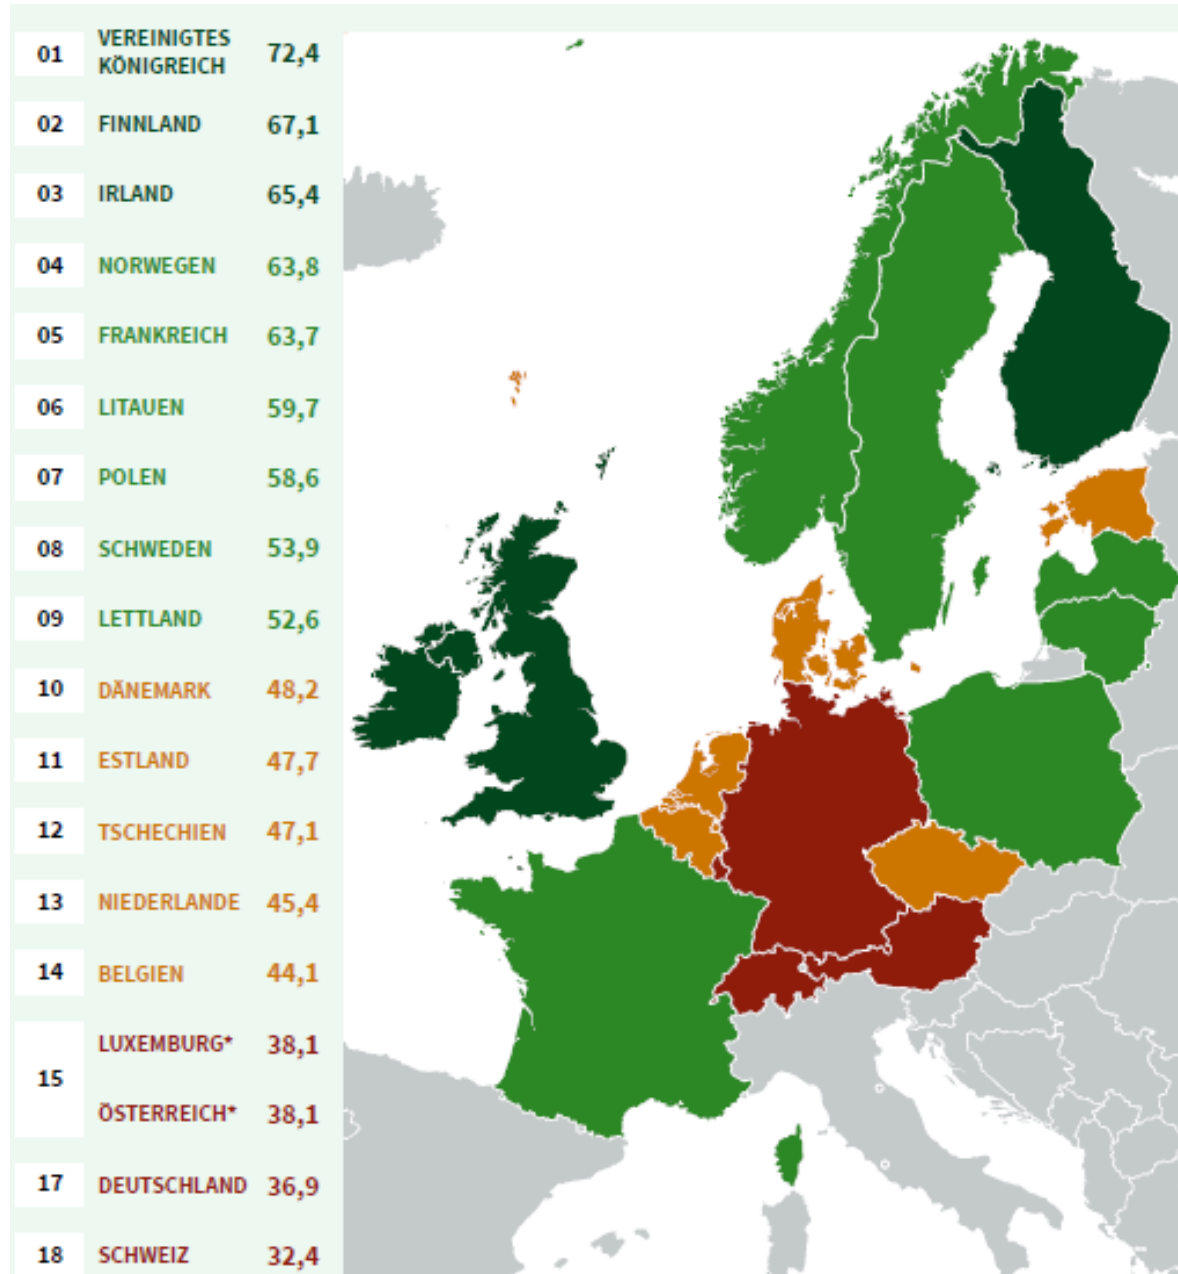 01 VEREINIGTES KÖNIGREICH 72,4
02 FINNLAND 67,1
03 IRLAND 65,4
04 NORWEGEN 63,8
05 FRANKREICH 63,7
06 LITAUEN 59,7
07 POLEN 58,6
08 SCHWEDEN 53,9
09 LETTLAND 52,6
10 DÄNEMARK 48,2
11 ESTLAND 47,7
12 TSCHECHIEN 47,1
13 NIEDERLANDE 45,4
14 BELGIEN 44,1
15 LUXEMBURG* 38,1
ÖSTERREICH* 38,1
17 DEUTSCHLAND 36,9
18 SCHWEIZ 32,4